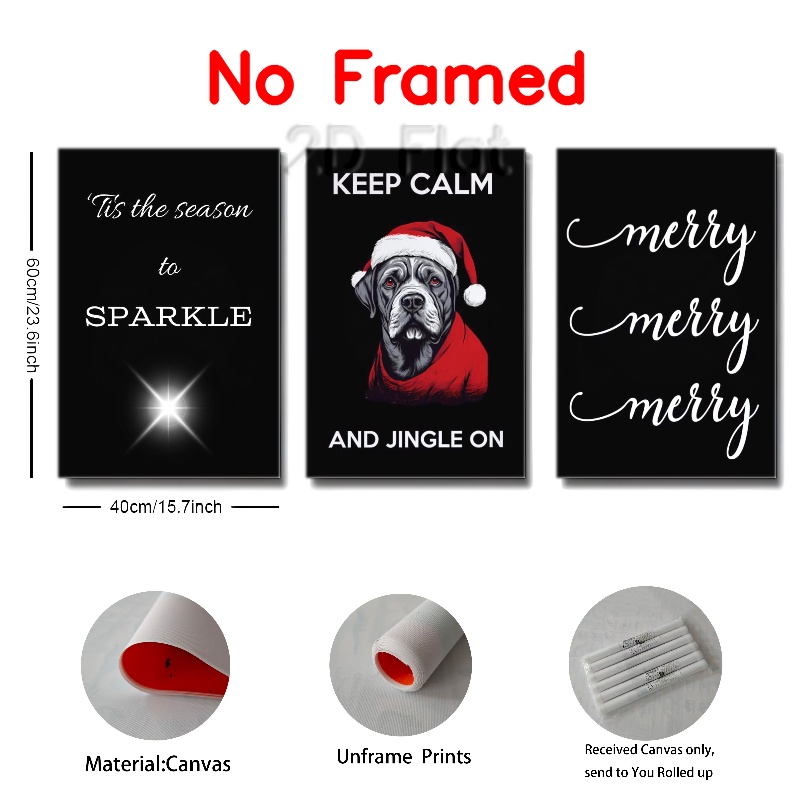 No Framed
2D Flat
'Tis the season
to
SPARKLE
KEEP CALM
AND JINGLE ON
merry
merry
merry
60cm/23.6inch
40cm/15.7inch
Material:Canvas
Unframe Prints
Received Canvas only,
send to You Rolled up